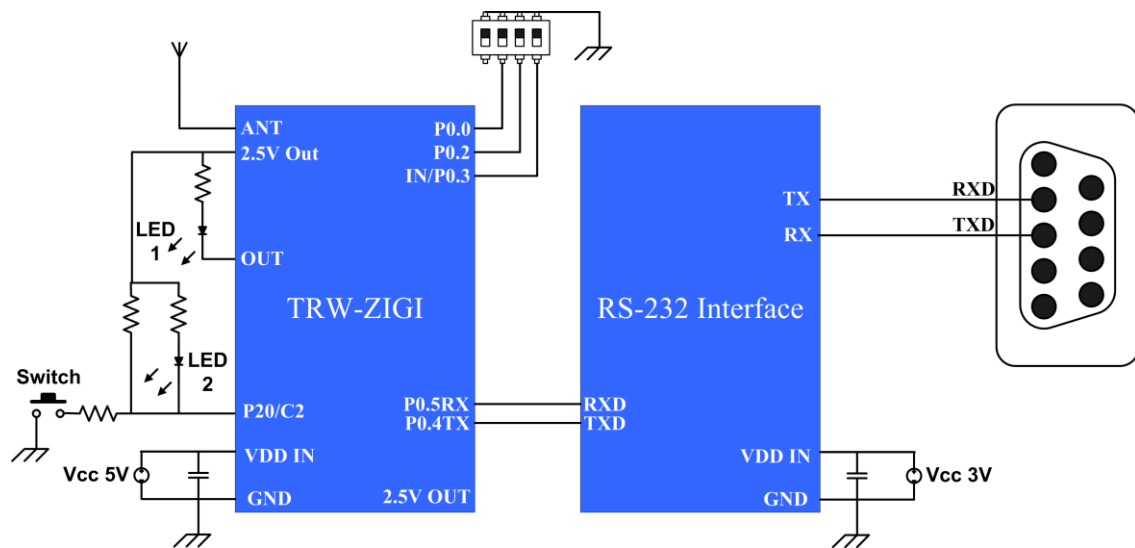 ANT
P0.0
2.5V Out
P0.2
IN/P0.3
TX
RXD
LED
1
RX
TXD
OUT
TRW-ZIGI
RS-232 Interface
LED
2
Switch
P20/C2
P0.5RX
RXD
P0.4TX
TXD
VDD IN
VDD IN
Vcc 5V
Vcc 3V
GND
2.5V OUT
GND